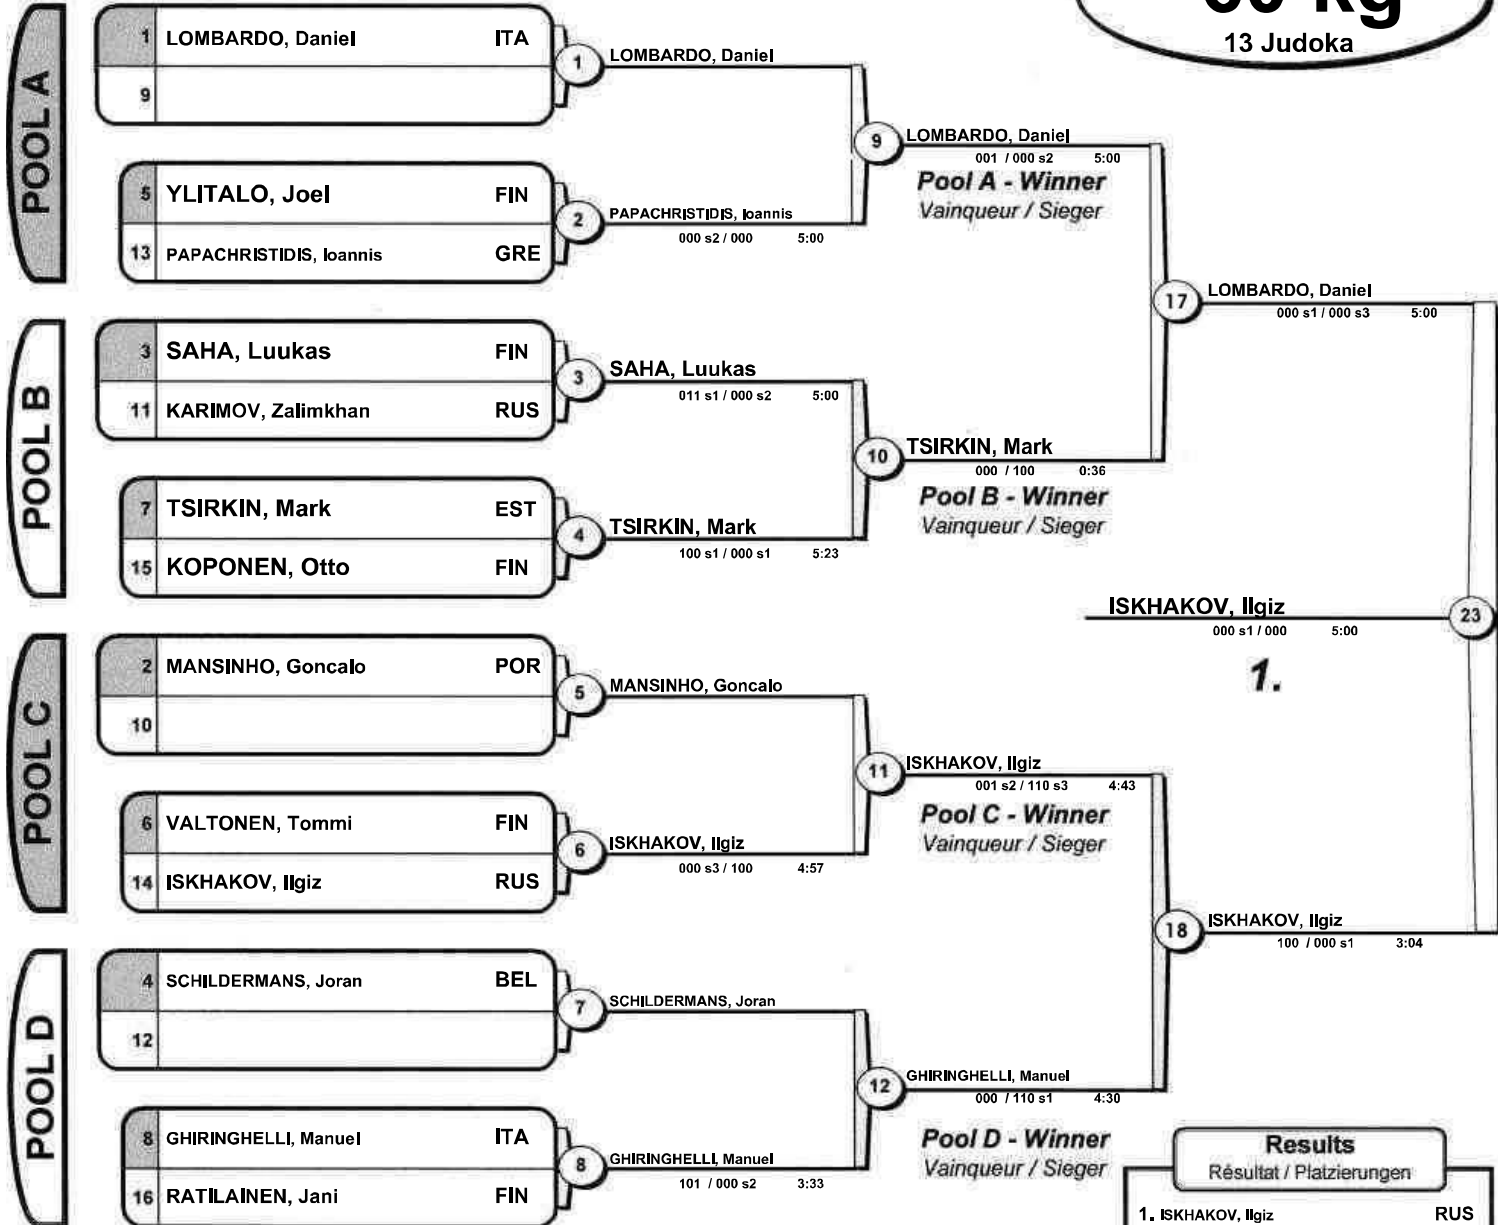 13 Judoka
POOL A
1 LOMBARDO, Daniel ITA
9
1
LOMBARDO, Daniel
5 YLITALO, Joel FIN
13 PAPACHRISTIDIS, Ioannis GRE
2
PAPACHRISTIDIS, Ioannis
000 s2 / 000 5:00
9
LOMBARDO, Daniel
001 / 000 s2 5:00
Pool A - Winner
Vainqueur / Sieger
POOL B
3 SAHA, Luukas FIN
11 KARIMOV, Zalimkhan RUS
3
SAHA, Luukas
011 s1 / 000 s2 5:00
7 TSIRKIN, Mark EST
15 KOPONEN, Otto FIN
4
TSIRKIN, Mark
100 s1 / 000 s1 5:23
10
TSIRKIN, Mark
000 / 100 0:36
Pool B - Winner
Vainqueur / Sieger
17
LOMBARDO, Daniel
000 s1 / 000 s3 5:00
ISKHAKOV, Ilgiz
000 s1 / 000 5:00
23
1.
POOL C
2 MANSINHO, Goncalo POR
10
5
MANSINHO, Goncalo
6 VALTONEN, Tommi FIN
14 ISKHAKOV, Ilgiz RUS
6
ISKHAKOV, Ilgiz
000 s3 / 100 4:57
11
ISKHAKOV, Ilgiz
001 s2 / 110 s3 4:43
Pool C - Winner
Vainqueur / Sieger
18
ISKHAKOV, Ilgiz
100 / 000 s1 3:04
POOL D
4 SCHILDERMANS, Joran BEL
12
7
SCHILDERMANS, Joran
8 GHIRINGHELLI, Manuel ITA
16 RATILAINEN, Jani FIN
8
GHIRINGHELLI, Manuel
101 / 000 s2 3:33
12
GHIRINGHELLI, Manuel
000 / 110 s1 4:30
Pool D - Winner
Vainqueur / Sieger
Results
Résultat / Platzierungen
1. ISKHAKOV, Ilgiz RUS